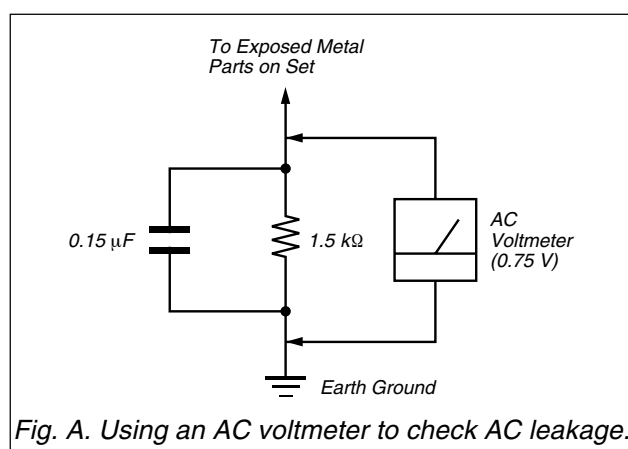 To Exposed Metal
Parts on Set
0.15 μF
1.5 kΩ
AC
Voltmeter
(0.75 V)
Earth Ground
Fig. A. Using an AC voltmeter to check AC leakage.